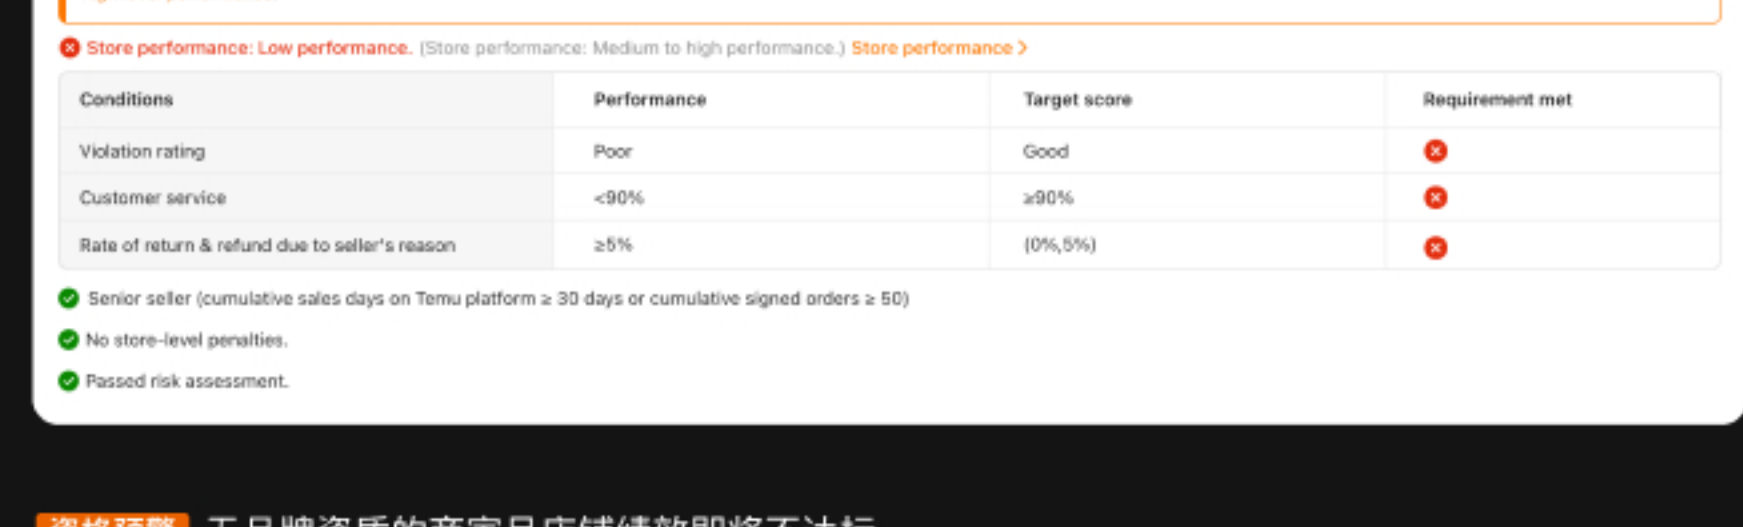 Store performance: Low performance. (Store performance: Medium to high performance.) Store performance >
Conditions Performance Target score Requirement met
Violation rating Poor Good
Customer service <90% ≥90%
Rate of return & refund due to seller's reason ≥5% (0%,5%)
Senior seller (cumulative sales days on Temu platform ≥ 30 days or cumulative signed orders ≥ 50)
No store-level penalties.
Passed risk assessment.